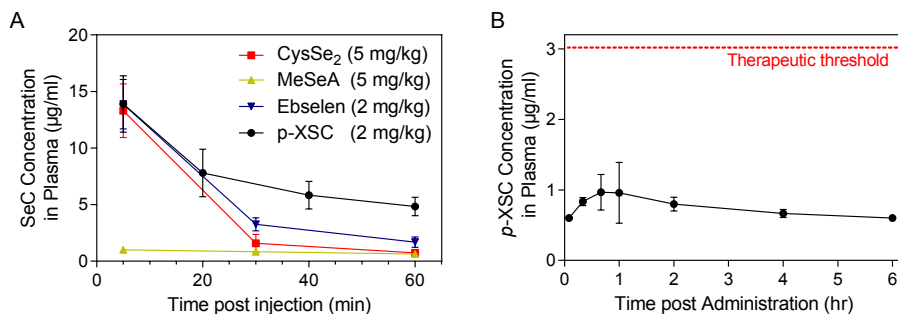 A
SeC Concentration
in Plasma (µg/ml)
20
15
10
5
0
CysSe₂ (5 mg/kg)
MeSeA (5 mg/kg)
Ebselen (2 mg/kg)
p-XSC (2 mg/kg)
0 20 40 60
Time post injection (min)
B
p-XSC Concentration
in Plasma (µg/ml)
3
2
1
0
Therapeutic threshold
0 1 2 3 4 5 6
Time post Administration (hr)